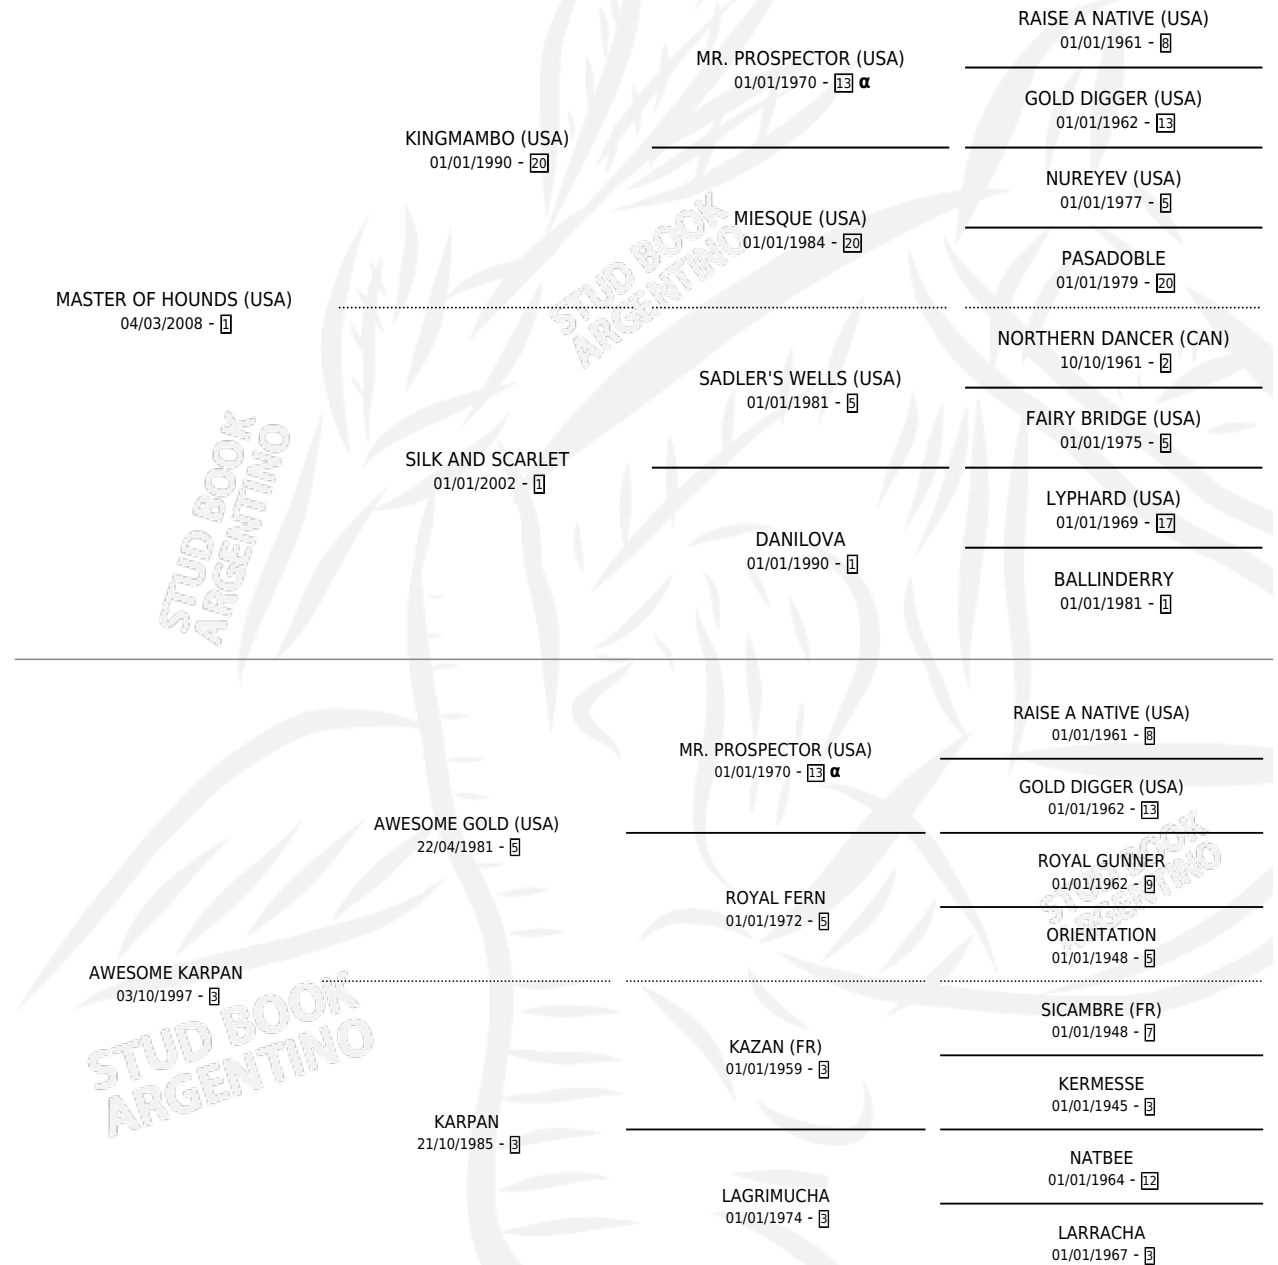 RAISE A NATIVE (USA)
01/01/1961 - 8
MR. PROSPECTOR (USA)
01/01/1970 - 13 α
GOLD DIGGER (USA)
01/01/1962 - 13
KINGMAMBO (USA)
01/01/1990 - 20
NUREYEV (USA)
01/01/1977 - 5
MIESQUE (USA)
01/01/1984 - 20
PASADOBLE
01/01/1979 - 20
MASTER OF HOUNDS (USA)
04/03/2008 - 1
NORTHERN DANCER (CAN)
10/10/1961 - 2
SADLER'S WELLS (USA)
01/01/1981 - 5
FAIRY BRIDGE (USA)
01/01/1975 - 5
SILK AND SCARLET
01/01/2002 - 1
LYPHARD (USA)
01/01/1969 - 17
DANILOVA
01/01/1990 - 1
BALLINDERRY
01/01/1981 - 1
STUD BOOK
ARGENTINO
STUD BOOK
ARGENTINO
RAISE A NATIVE (USA)
01/01/1961 - 8
MR. PROSPECTOR (USA)
01/01/1970 - 13 α
GOLD DIGGER (USA)
01/01/1962 - 13
AWESOME GOLD (USA)
22/04/1981 - 5
ROYAL GUNNER
01/01/1962 - 9
ROYAL FERN
01/01/1972 - 5
ORIENTATION
01/01/1948 - 5
AWESOME KARPAN
03/10/1997 - 3
SICAMBRE (FR)
01/01/1948 - 7
KAZAN (FR)
01/01/1959 - 3
KERMESSE
01/01/1945 - 3
KARPAN
21/10/1985 - 3
NATBEE
01/01/1964 - 12
LAGRIMUCHA
01/01/1974 - 3
LARRACHA
01/01/1967 - 3
STUD BOOK
ARGENTINO
STUD BOOK
ARGENTINO